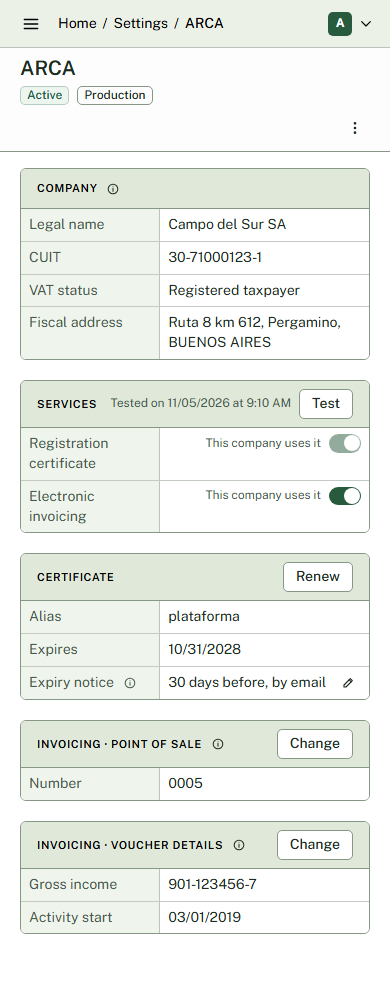 Home / Settings / ARCA
A
ARCA
Active
Production
COMPANY
Legal name
Campo del Sur SA
CUIT
30-71000123-1
VAT status
Registered taxpayer
Fiscal address
Ruta 8 km 612, Pergamino,
BUENOS AIRES
SERVICES
Tested on 11/05/2026 at 9:10 AM
Test
Registration
certificate
This company uses it
Electronic
invoicing
This company uses it
CERTIFICATE
Renew
Alias
plataforma
Expires
10/31/2028
Expiry notice
30 days before, by email
INVOICING · POINT OF SALE
Change
Number
0005
INVOICING · VOUCHER DETAILS
Change
Gross income
901-123456-7
Activity start
03/01/2019